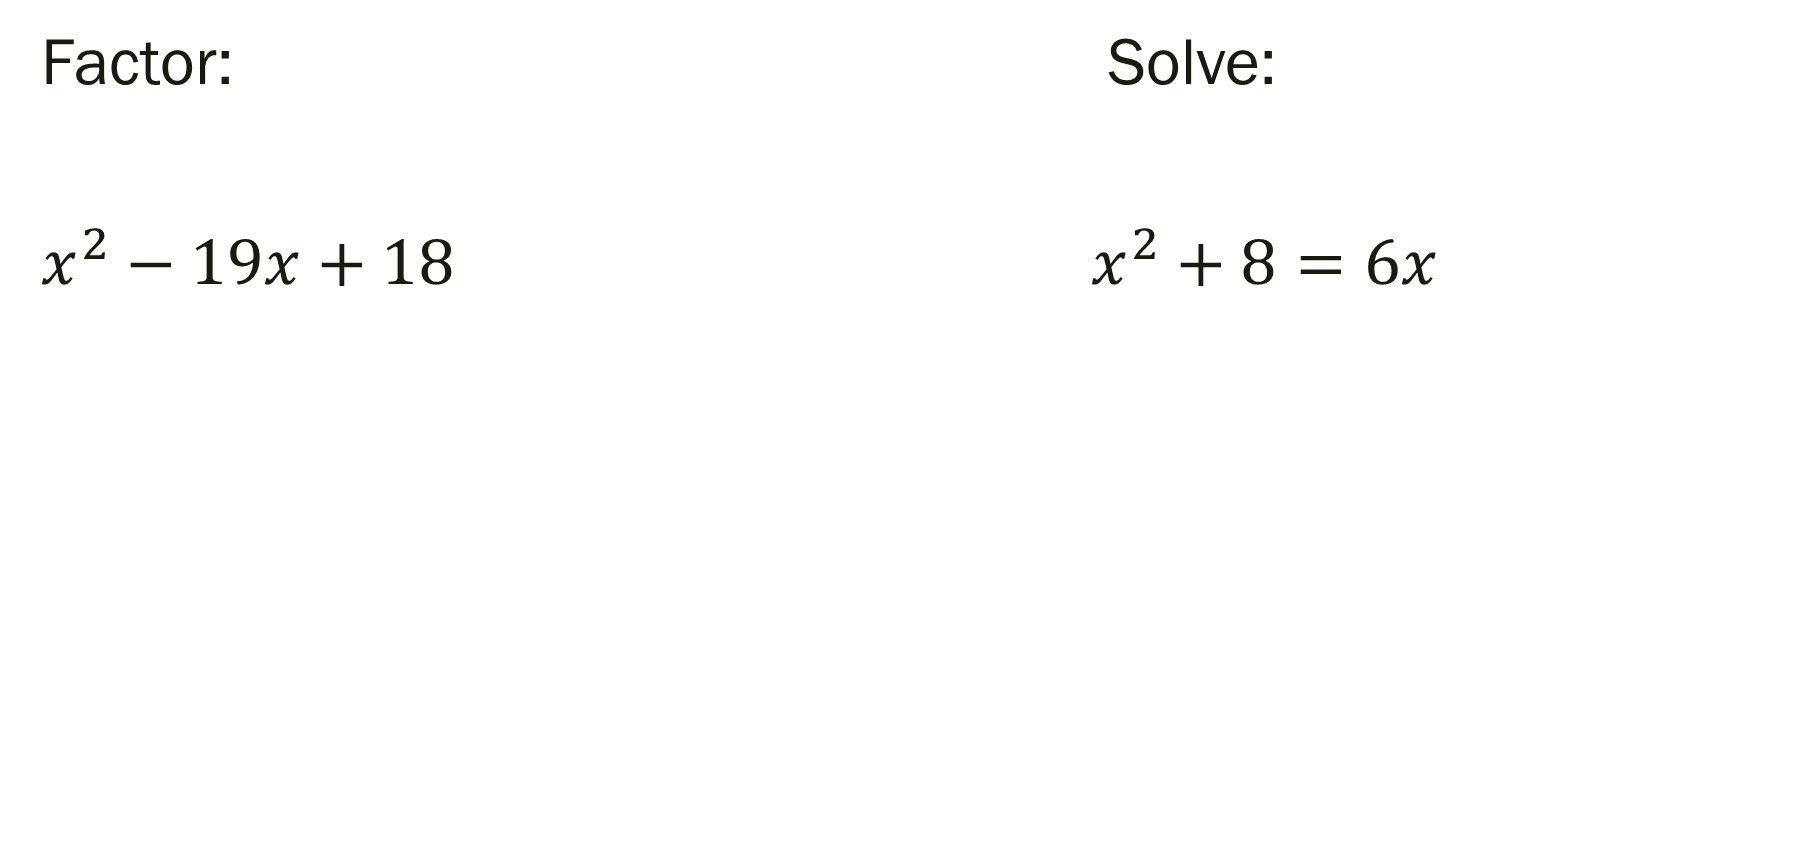 Factor:
Solve:
x² − 19x + 18
x² + 8 = 6x